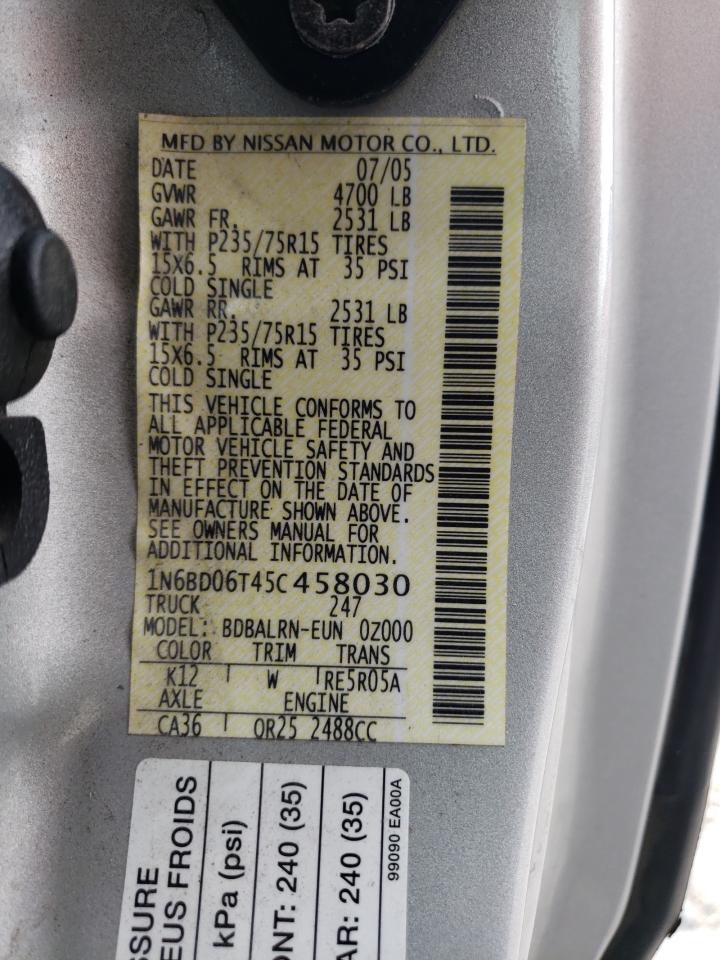 MFD BY NISSAN MOTOR CO., LTD.
DATE 07/05
GVWR 4700 LB
GAWR FR. 2531 LB
WITH P235/75R15 TIRES
15X6.5 RIMS AT 35 PSI
COLD SINGLE
GAWR RR. 2531 LB
WITH P235/75R15 TIRES
15X6.5 RIMS AT 35 PSI
COLD SINGLE
THIS VEHICLE CONFORMS TO
ALL APPLICABLE FEDERAL
MOTOR VEHICLE SAFETY AND
THEFT PREVENTION STANDARDS
IN EFFECT ON THE DATE OF
MANUFACTURE SHOWN ABOVE.
SEE OWNERS MANUAL FOR
ADDITIONAL INFORMATION.
1N6BD06T45C458030
TRUCK 247
MODEL: BDBALRN-EUN 0Z000
COLOR TRIM TRANS
K12 W RE5R05A
AXLE ENGINE
CA36 QR25 2488CC
SSURE
EUS FROIDS
kPa (psi)
ONT: 240 (35)
AR: 240 (35)
99090 EA00A